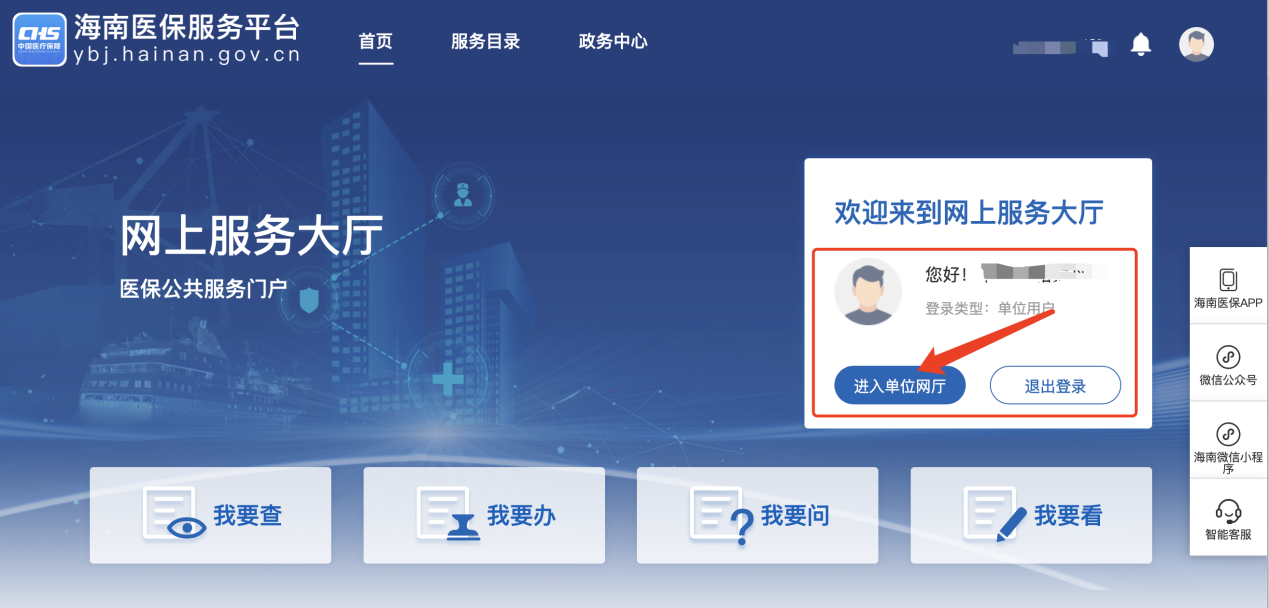 CHS
中国医疗保障
海南医保服务平台
ybj.hainan.gov.cn
首页
服务目录
政务中心
网上服务大厅
医保公共服务门户
欢迎来到网上服务大厅
您好!
登录类型: 单位用户
进入单位网厅
退出登录
海南医保APP
微信公众号
海南微信小程
序
智能客服
我要查
我要办
我要问
我要看